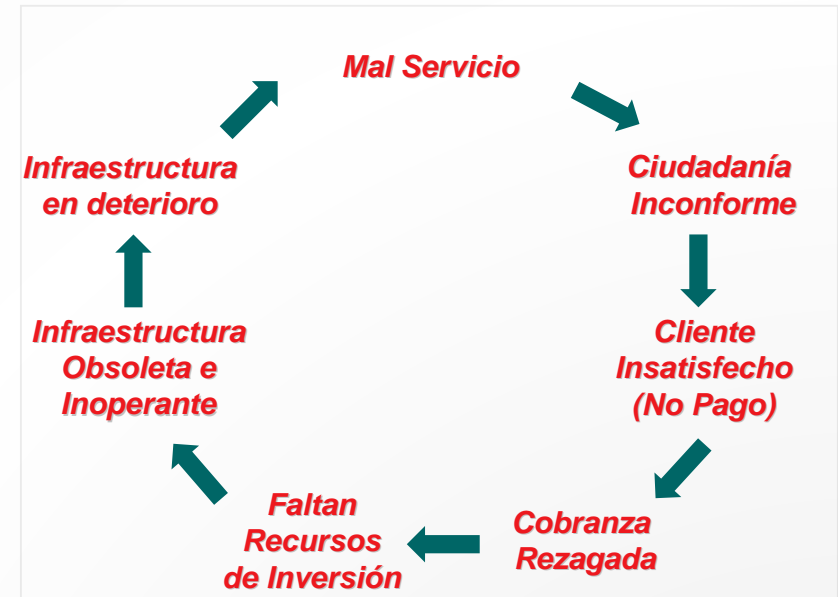 Mal Servicio
Ciudadanía
Inconforme
Cliente
Insatisfecho
(No Pago)
Cobranza
Rezagada
Faltan
Recursos
de Inversión
Infraestructura
Obsoleta e
Inoperante
Infraestructura
en deterioro